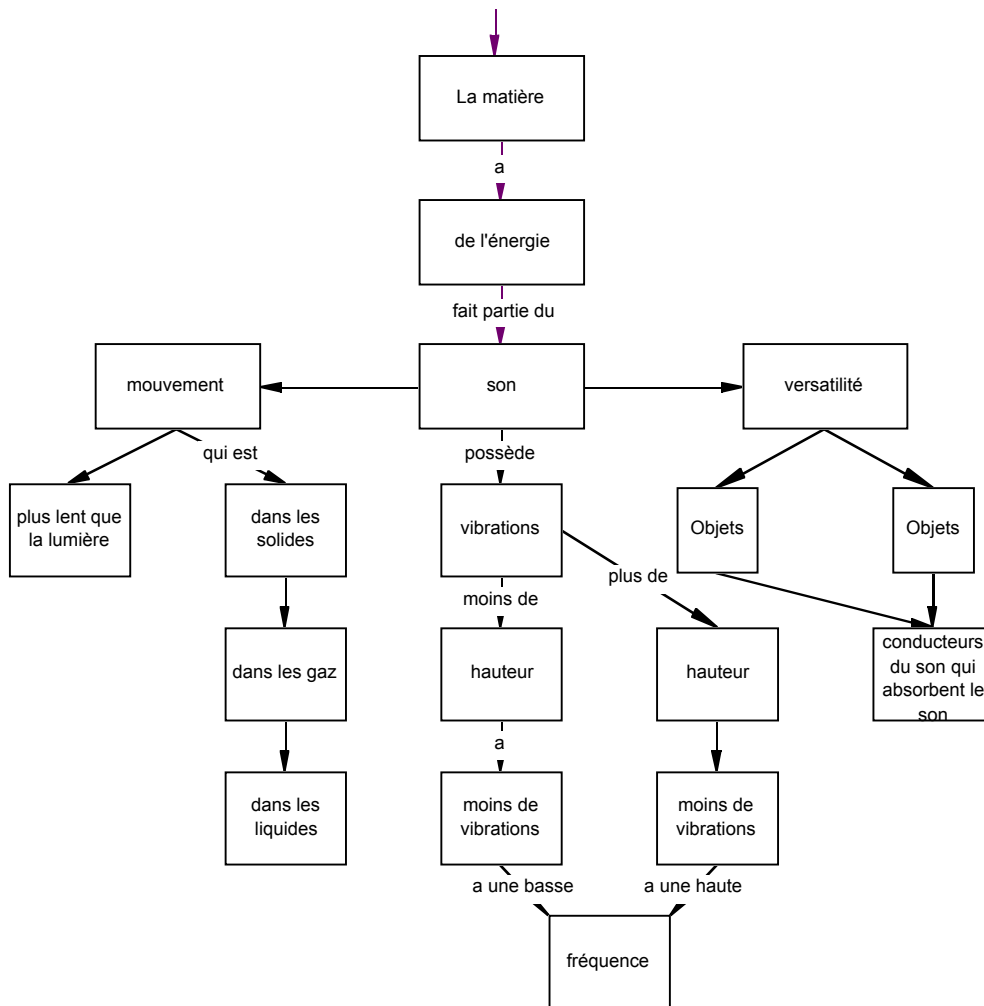 La matière
a
de l'énergie
fait partie du
mouvement
son
versatilité
qui est
possède
plus lent que
la lumière
dans les
solides
vibrations
Objets
Objets
plus de
moins de
dans les gaz
hauteur
hauteur
conducteurs
du son qui
absorbent le
son
a
dans les
liquides
moins de
vibrations
moins de
vibrations
a une basse
a une haute
fréquence